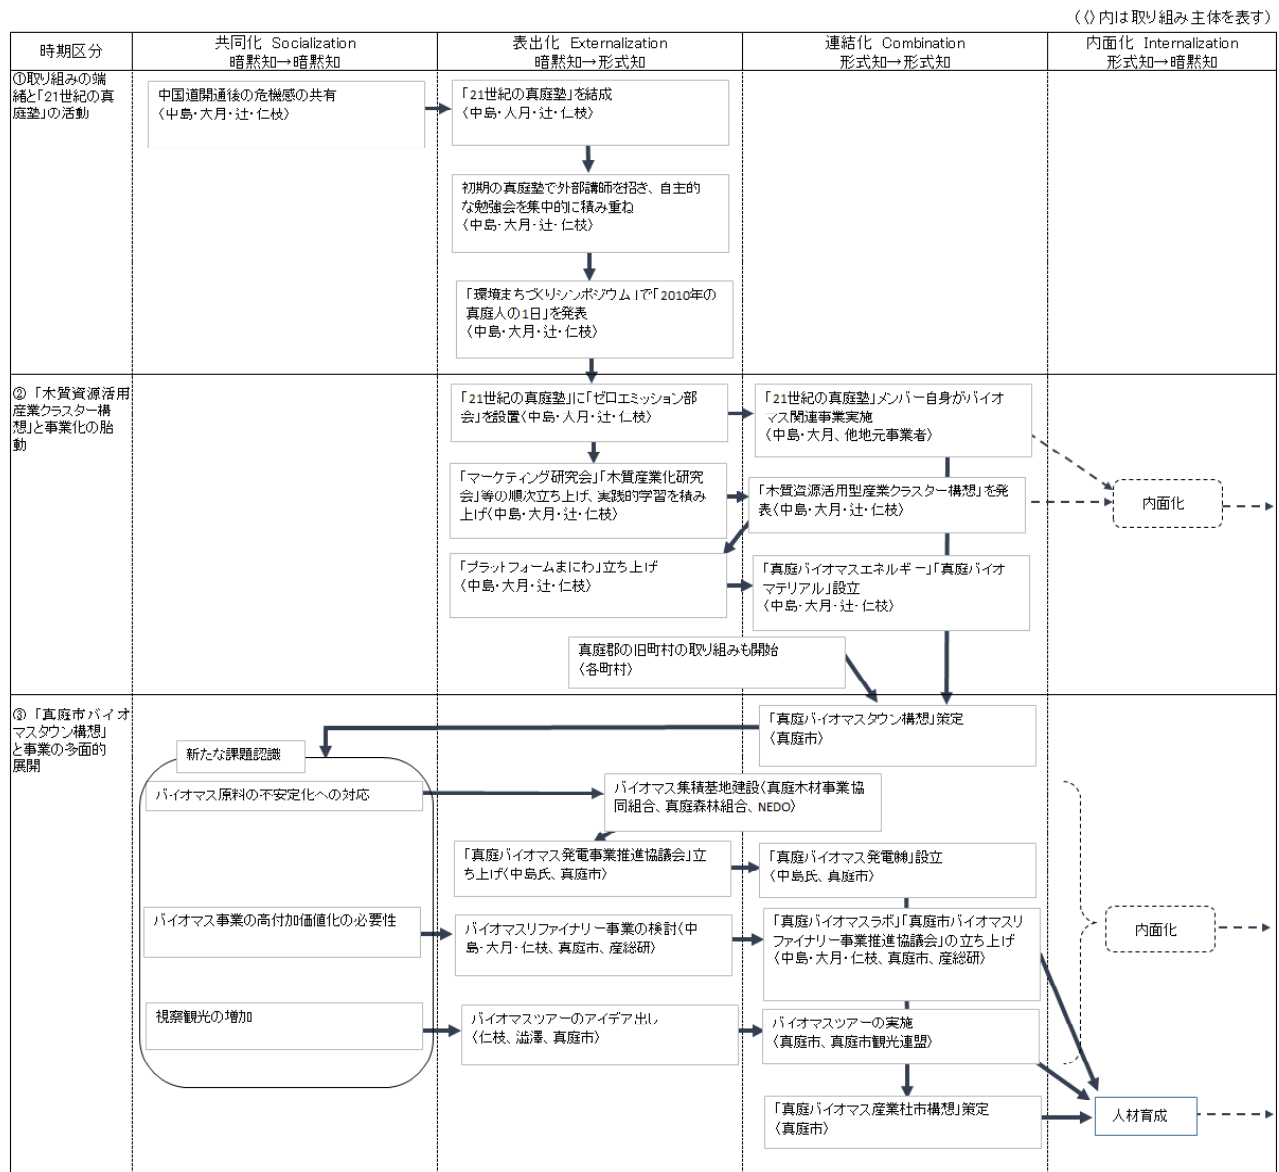 （〈〉内は取り組み主体を表す）
時期区分
共同化 Socialization
暗黙知→暗黙知
表出化 Externalization
暗黙知→形式知
連結化 Combination
形式知→形式知
内面化 Internalization
形式知→暗黙知
①取り組みの端
緒と「21世紀の真
庭塾」の活動
中国道開通後の危機感の共有
〈中島・大月・辻・仁枝〉
「21世紀の真庭塾」を結成
〈中島・人月・辻・仁枝〉
初期の真庭塾で外部講師を招き、自主的
な勉強会を集中的に積み重ね
〈中島・大月・辻・仁枝〉
「環境まちづくりシンポジウム」で「2010年の
真庭人の1日」を発表
〈中島・大月・辻・仁枝〉
②「木質資源活用
産業クラスター構
想」と事業化の胎
動
「21世紀の真庭塾」に「ゼロエミッション部
会」を設置〈中島・人月・辻・仁枝〉
「21世紀の真庭塾」メンバー自身がバイオ
マス関連事業実施
〈中島・大月、他地元事業者〉
「マーケティング研究会」「木質産業化研究
会」等の順次立ち上げ、実践的学習を積み
上げ〈中島・大月・辻・仁枝〉
「木質資源活用型産業クラスター構想」を発
表〈中島・大月・辻・仁枝〉
内面化
「プラットフォームまにわ」立ち上げ
〈中島・大月・辻・仁枝〉
「真庭バイオマスエネルギー」「真庭バイオ
マテリアル」設立
〈中島・大月・辻・仁枝〉
真庭郡の旧町村の取り組みも開始
〈各町村〉
③「真庭市バイオ
マスタウン構想」
と事業の多面的
展開
「真庭バイオマスタウン構想」策定
〈真庭市〉
新たな課題認識
バイオマス原料の不安定化への対応
バイオマス集積基地建設〈真庭木材事業協
同組合、真庭森林組合、NEDO〉
「真庭バイオマス発電事業推進協議会」立
ち上げ〈中島氏、真庭市〉
「真庭バイオマス発電㈱」設立
〈中島氏、真庭市〉
バイオマス事業の高付加価値化の必要性
バイオマスリファイナリー事業の検討〈中
島・大月・仁枝、真庭市、産総研〉
「真庭バイオマスラボ」「真庭市バイオマスリ
ファイナリー事業推進協議会」の立ち上げ
〈中島・大月・仁枝、真庭市、産総研〉
内面化
視察観光の増加
バイオマスツアーのアイデア出し
〈仁枝、澁澤、真庭市〉
バイオマスツアーの実施
〈真庭市、真庭市観光連盟〉
「真庭バイオマス産業杜市構想」策定
〈真庭市〉
人材育成